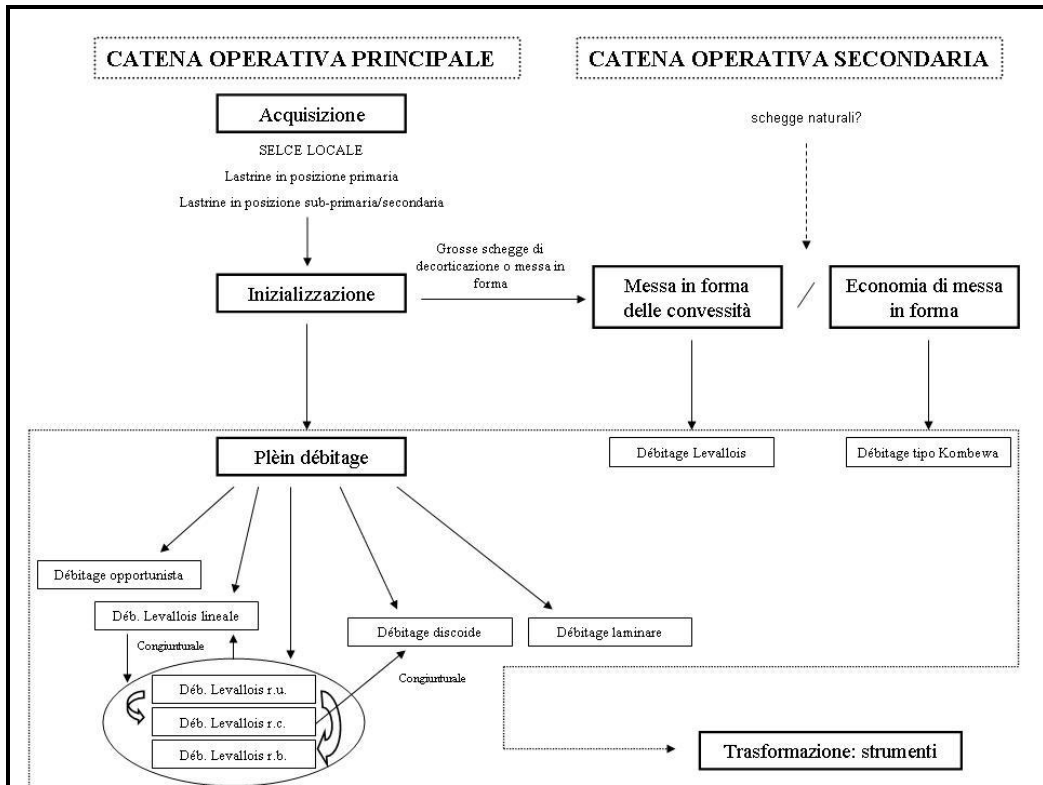 CATENA OPERATIVA PRINCIPALE
CATENA OPERATIVA SECONDARIA
Acquisizione
schegge naturali?
SELCE LOCALE
Lastrine in posizione primaria
Lastrine in posizione sub-primaria/secondaria
Grosse schegge di
decorticazione o messa in
forma
Inizializzazione
Messa in forma
delle convessità
/
Economia di messa
in forma
Plèin débitage
Débitage Levallois
Débitage tipo Kombewa
Débitage opportunista
Déb. Levallois lineale
Débitage discoide
Débitage laminare
Congiunturale
Congiunturale
Déb. Levallois r.u.
Déb. Levallois r.c.
Déb. Levallois r.b.
Trasformazione: strumenti